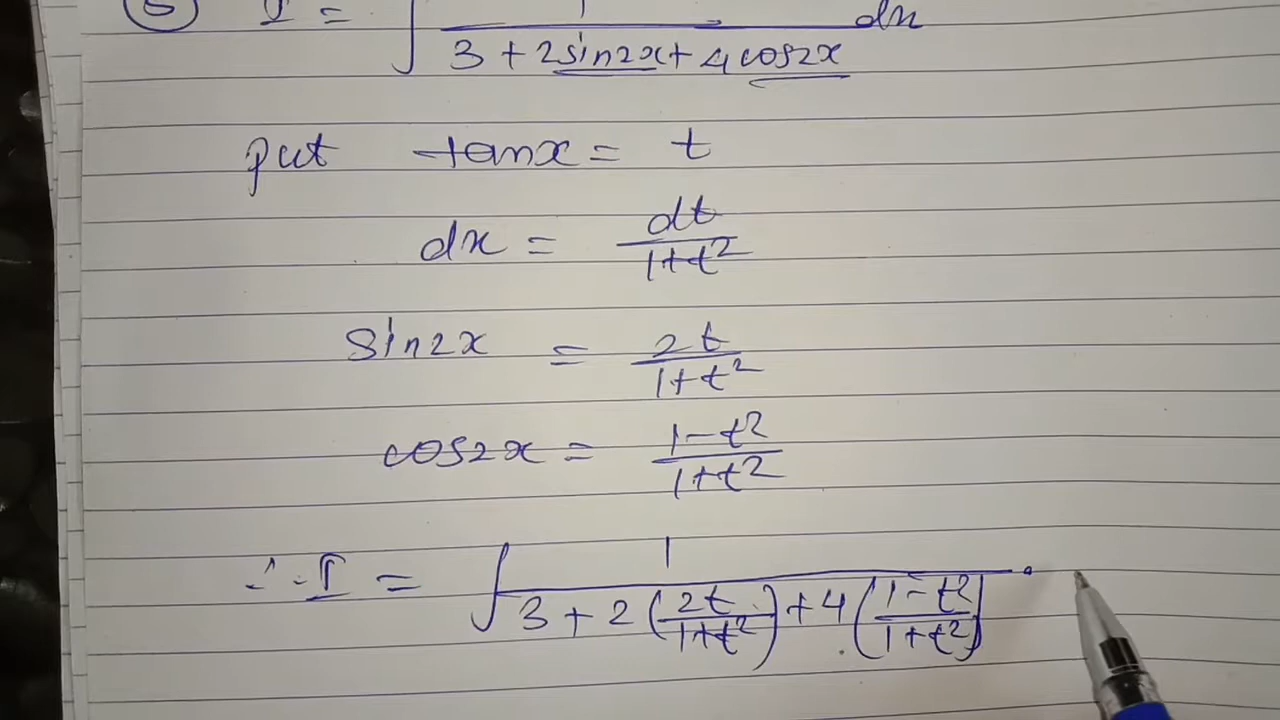 5 I = ∫ 1 / (3 + 2sin2x + 4cos2x) dx
put tanx = t
dx = dt / (1+t²)
sin2x = 2t / (1+t²)
cos2x = (1-t²) / (1+t²)
∴ I = ∫ 1 / (3 + 2(2t / (1+t²)) + 4((1-t²) / (1+t²))) ·